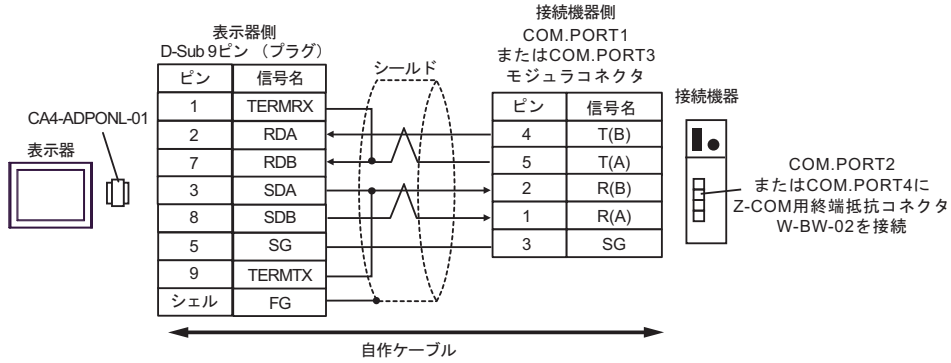 CA4-ADPONL-01
表示器
表示器側
D-Sub 9ピン （プラグ）
ピン 信号名
1 TERMRX
2 RDA
7 RDB
3 SDA
8 SDB
5 SG
9 TERMTX
シェル FG
シールド
接続機器側
COM.PORT1
またはCOM.PORT3
モジュラコネクタ
ピン 信号名
4 T(B)
5 T(A)
2 R(B)
1 R(A)
3 SG
接続機器
COM.PORT2
またはCOM.PORT4に
Z-COM用終端抵抗コネクタ
W-BW-02を接続
自作ケーブル